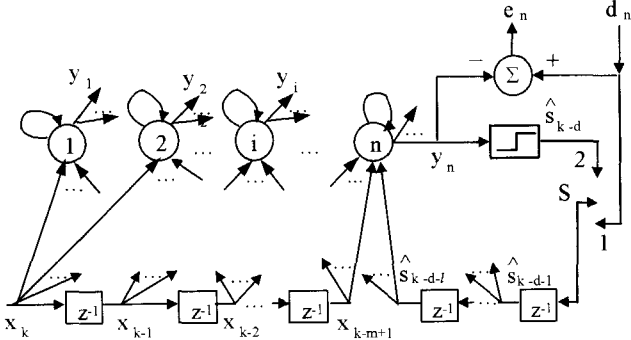 e n
d n
− +
Σ
y 1 y 2 y i
ŝ k-d
1 2 i n
y n
2
S
1
ŝ k-d-l ŝ k-d-1
z-1 z-1 z-1 z-1 z-1
x k x k-1 x k-2 x k-m+1